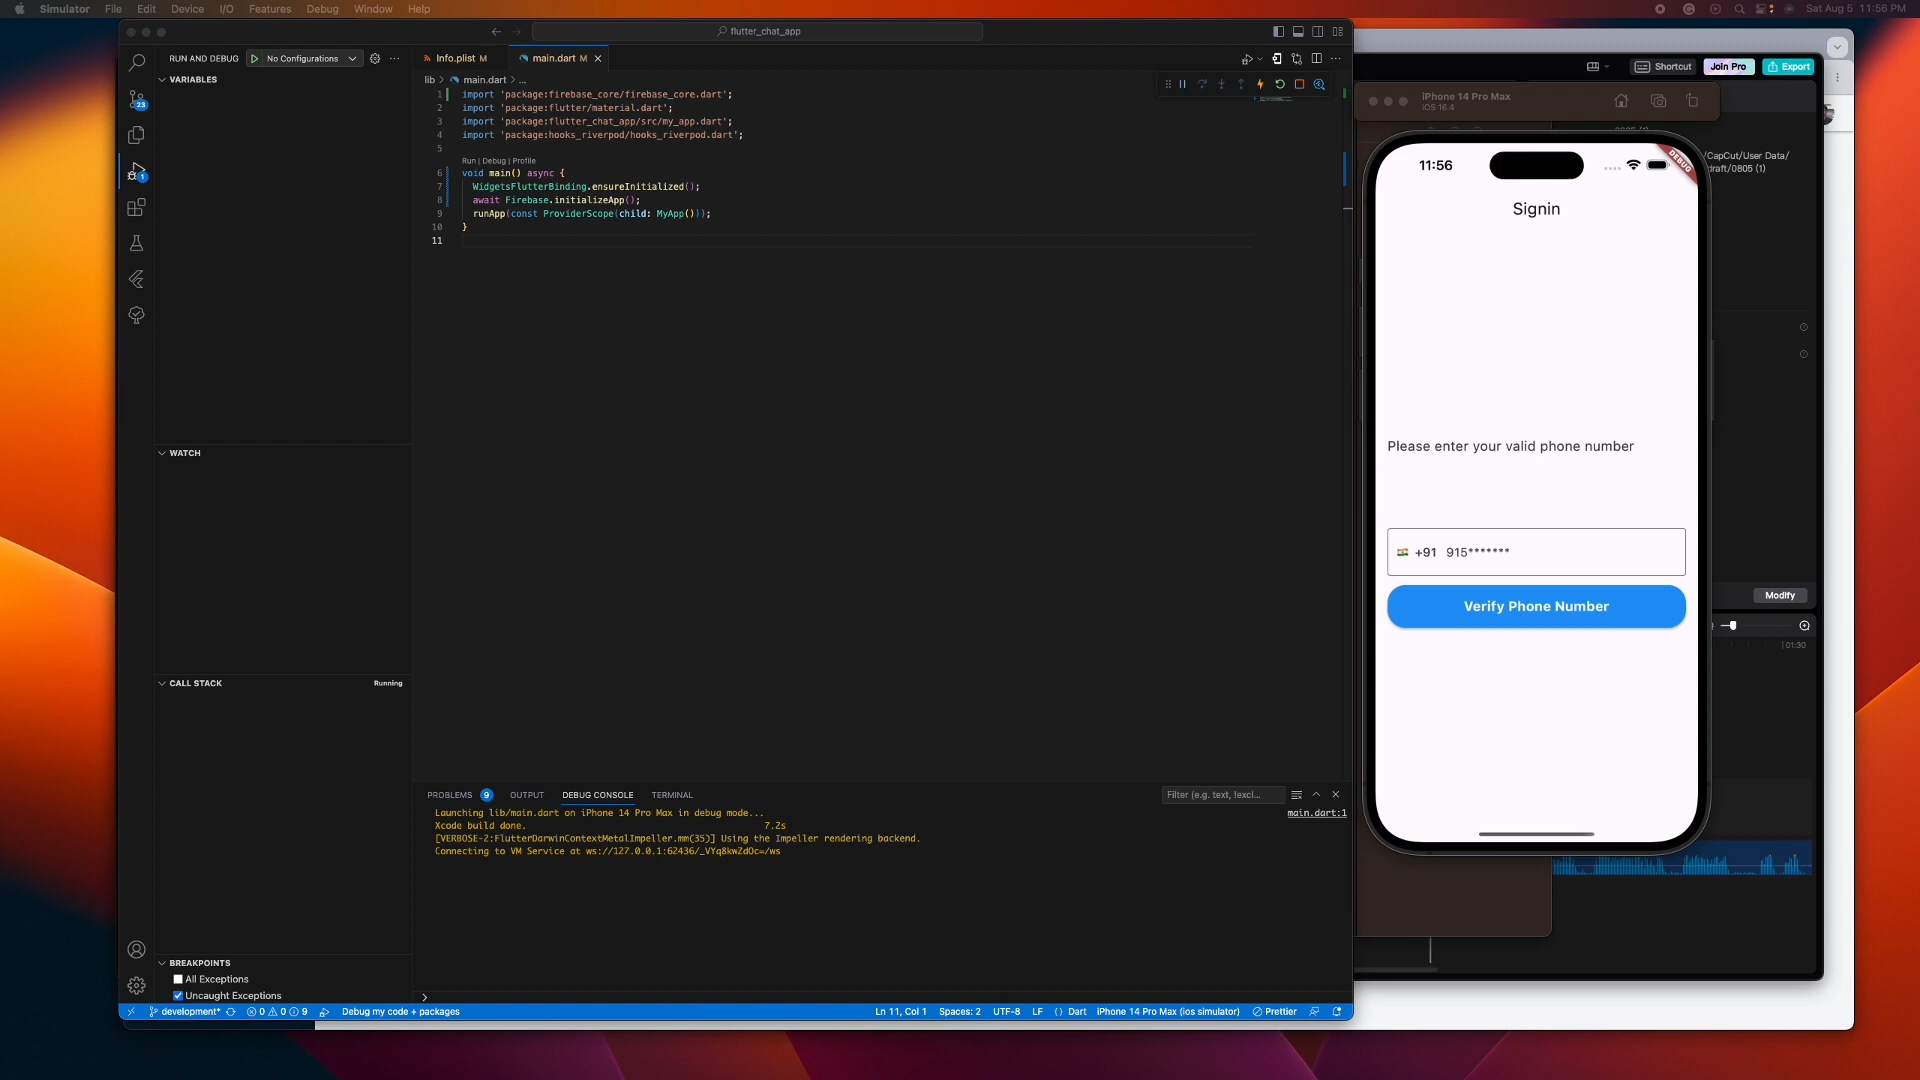 Simulator File Edit View Device I/O Features Debug Window Help Sat Aug 5 11:56 PM
flutter_chat_app
RUN AND DEBUG No Configurations
VARIABLES
23
1
WATCH
CALL STACK Running
BREAKPOINTS
All Exceptions
Uncaught Exceptions
Info.plist M main.dart M
lib > main.dart > ...
1 import 'package:firebase_core/firebase_core.dart';
2 import 'package:flutter/material.dart';
3 import 'package:flutter_chat_app/src/my_app.dart';
4 import 'package:hooks_riverpod/hooks_riverpod.dart';
5
Run | Debug | Profile
6 void main() async {
7 WidgetsFlutterBinding.ensureInitialized();
8 await Firebase.initializeApp();
9 runApp(const ProviderScope(child: MyApp()));
10 }
11
PROBLEMS 9 OUTPUT DEBUG CONSOLE TERMINAL Filter (e.g. text, !excl...
Launching lib/main.dart on iPhone 14 Pro Max in debug mode... main.dart:1
Xcode build done. 7.2s
[VERBOSE-2:FlutterDarwinContextMetalImpeller.mm(35)] Using the Impeller rendering backend.
Connecting to VM Service at ws://127.0.0.1:62436/_VYq8kwZdOc=/ws
development* 0 0 9 Debug my code + packages Ln 11, Col 1 Spaces: 2 UTF-8 LF {} Dart iPhone 14 Pro Max (ios simulator) Prettier
Shortcut Join Pro Export
iPhone 14 Pro Max
iOS 16.4
/CapCut/User Data/
draft/0805 (1)
11:56
DEBUG
Signin
Please enter your valid phone number
+91 915*******
Verify Phone Number
Modify
01:30